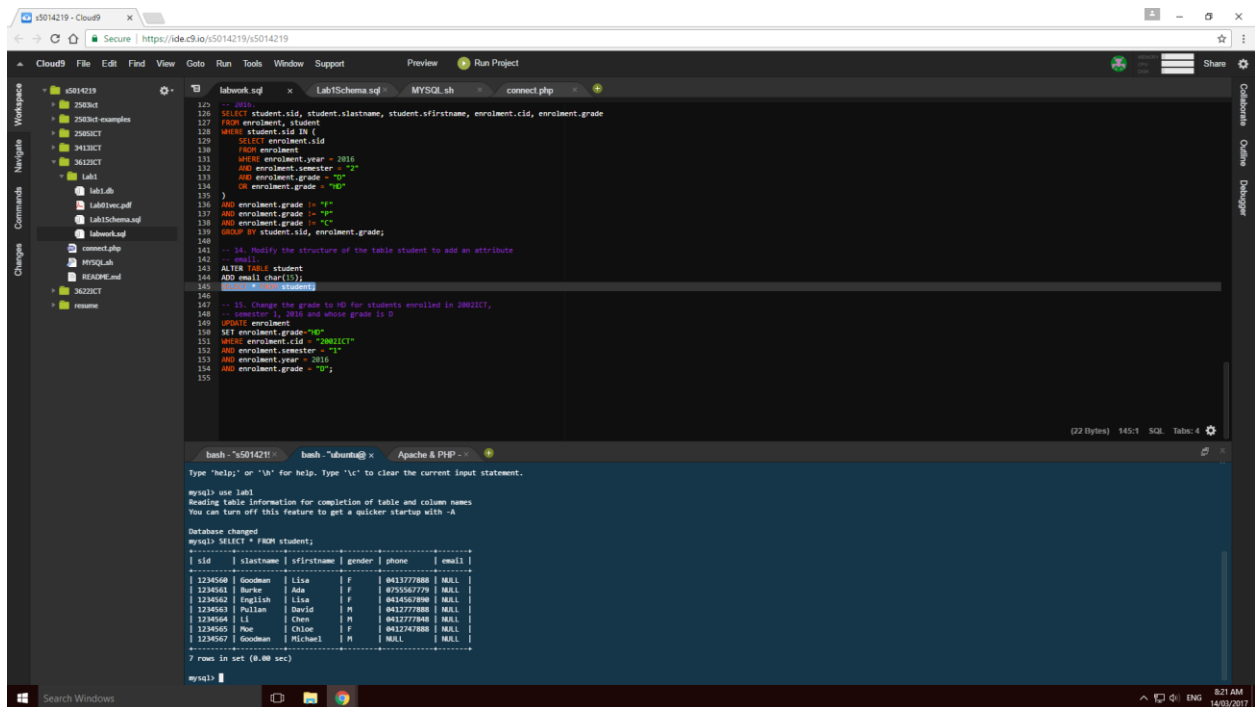 s5014219 - Cloud9
Secure | https://ide.c9.io/s5014219/s5014219
Cloud9 File Edit Find View Goto Run Tools Window Support Preview Run Project Share
Workspace
Navigate
Commands
Changes
s5014219
2503ict
2503ict-examples
2505ICT
3413ICT
3612ICT
Lab1
lab1.db
Lab01vec.pdf
Lab1Schema.sql
labwork.sql
connect.php
MYSQL.sh
README.md
3622ICT
resume
labwork.sql Lab1Schema.sql MYSQL.sh connect.php
125 -- 2016.
126 SELECT student.sid, student.slastname, student.sfirstname, enrolment.cid, enrolment.grade
127 FROM enrolment, student
128 WHERE student.sid IN (
129 SELECT enrolment.sid
130 FROM enrolment
131 WHERE enrolment.year = 2016
132 AND enrolment.semester = "2"
133 AND enrolment.grade = "D"
134 OR enrolment.grade = "HD"
135 )
136 AND enrolment.grade != "F"
137 AND enrolment.grade != "P"
138 AND enrolment.grade != "C"
139 GROUP BY student.sid, enrolment.grade;
140
141 -- 14. Modify the structure of the table student to add an attribute
142 -- email.
143 ALTER TABLE student
144 ADD email char(15);
145 SELECT * FROM student;
146
147 -- 15. Change the grade to HD for students enrolled in 2002ICT,
148 -- semester 1, 2016 and whose grade is D
149 UPDATE enrolment
150 SET enrolment.grade="HD"
151 WHERE enrolment.cid = "2002ICT"
152 AND enrolment.semester = "1"
153 AND enrolment.year = 2016
154 AND enrolment.grade = "D";
155
(22 Bytes) 145:1 SQL Tabs: 4
Collaborate
Outline
Debugger
bash - "s501421! bash - "ubuntu@ Apache & PHP -
Type 'help;' or '\h' for help. Type '\c' to clear the current input statement.
mysql> use lab1
Reading table information for completion of table and column names
You can turn off this feature to get a quicker startup with -A
Database changed
mysql> SELECT * FROM student;
| sid | slastname | sfirstname | gender | phone | email |
| 1234560 | Goodman | Lisa | F | 0413777888 | NULL |
| 1234561 | Burke | Ada | F | 0755567779 | NULL |
| 1234562 | English | Lisa | F | 0414567890 | NULL |
| 1234563 | Pullan | David | M | 0412777888 | NULL |
| 1234564 | Li | Chen | M | 0412777848 | NULL |
| 1234565 | Moe | Chloe | F | 0412747888 | NULL |
| 1234567 | Goodman | Michael | M | NULL | NULL |
7 rows in set (0.00 sec)
mysql>
Search Windows
ENG
8:21 AM
14/03/2017